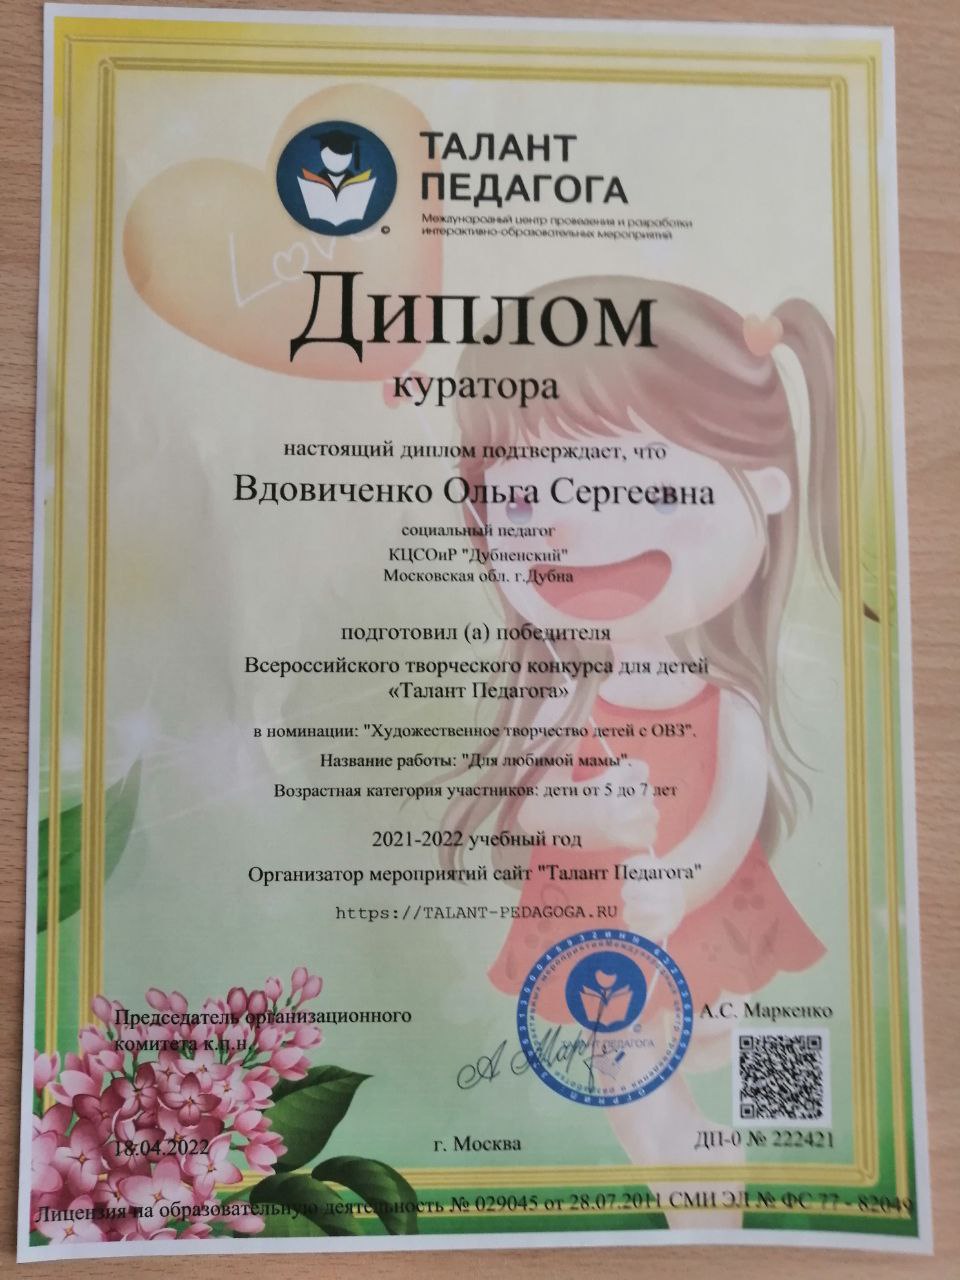 ТАЛАНТ
ПЕДАГОГА
Международный центр проведения и разработки
интерактивно-образовательных мероприятий
©
Love
Диплом
куратора
настоящий диплом подтверждает, что
Вдовиченко Ольга Сергеевна
социальный педагог
КЦСОиР "Дубненский"
Московская обл. г.Дубна
подготовил (а) победителя
Всероссийского творческого конкурса для детей
«Талант Педагога»
в номинации: "Художественное творчество детей с ОВЗ".
Название работы: "Для любимой мамы".
Возрастная категория участников: дети от 5 до 7 лет
2021-2022 учебный год
Организатор мероприятий сайт "Талант Педагога"
https://TALANT-PEDAGOGA.RU
Председатель организационного
комитета к.п.н.
ТАЛАНТ ПЕДАГОГА
А.С. Маркенко
18.04.2022
г. Москва
ДП-0 № 222421
Лицензия на образовательную деятельность № 029045 от 28.07.2011 СМИ ЭЛ № ФС 77 - 82049